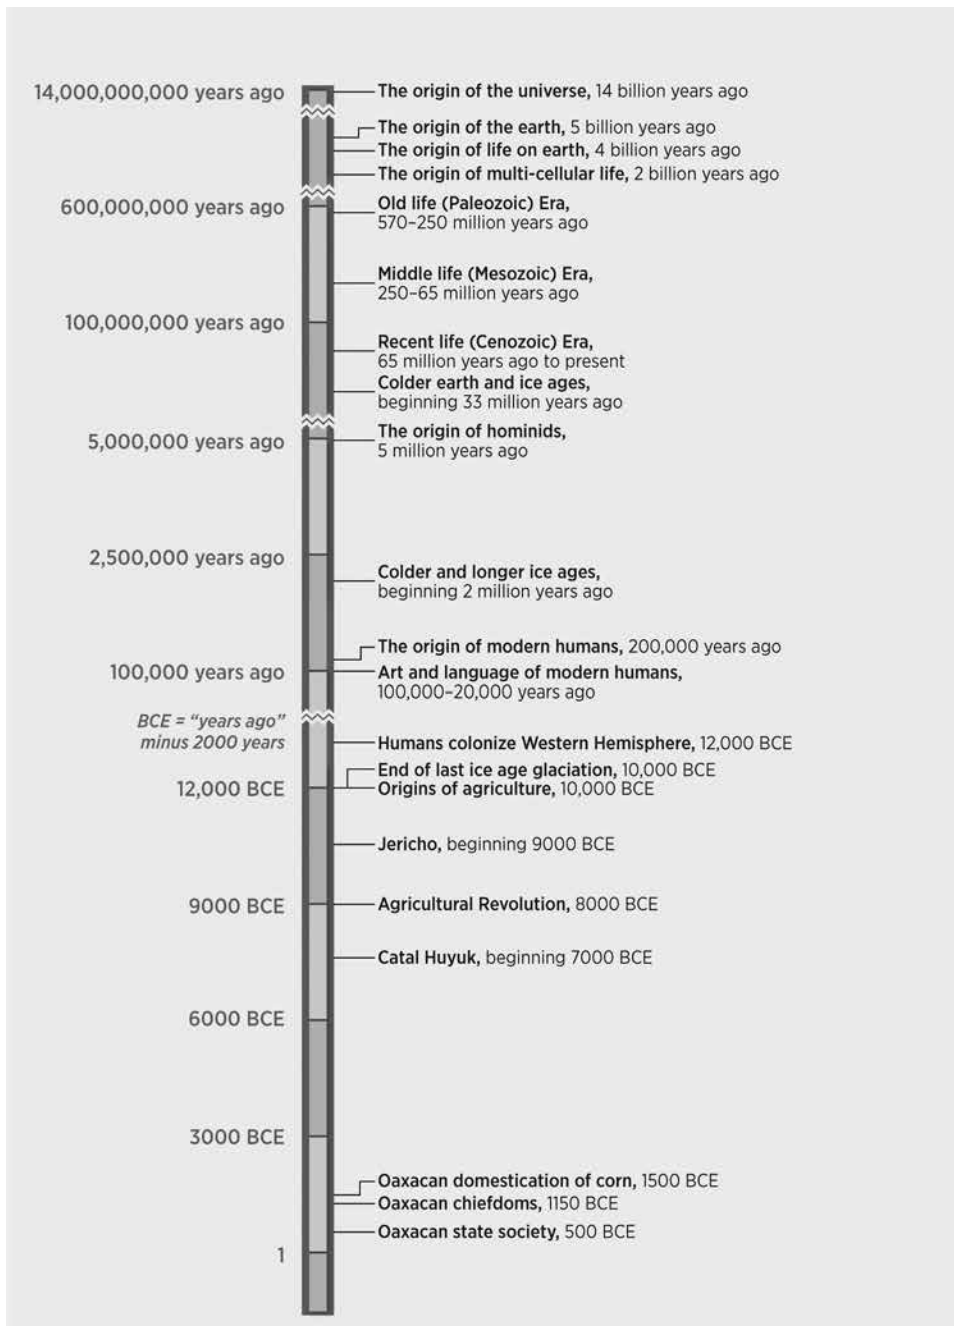 14,000,000,000 years ago
The origin of the universe, 14 billion years ago
The origin of the earth, 5 billion years ago
The origin of life on earth, 4 billion years ago
The origin of multi-cellular life, 2 billion years ago
600,000,000 years ago
Old life (Paleozoic) Era,
570–250 million years ago
Middle life (Mesozoic) Era,
250–65 million years ago
100,000,000 years ago
Recent life (Cenozoic) Era,
65 million years ago to present
Colder earth and ice ages,
beginning 33 million years ago
5,000,000 years ago
The origin of hominids,
5 million years ago
2,500,000 years ago
Colder and longer ice ages,
beginning 2 million years ago
The origin of modern humans, 200,000 years ago
100,000 years ago
Art and language of modern humans,
100,000–20,000 years ago
BCE = “years ago”
minus 2000 years
Humans colonize Western Hemisphere, 12,000 BCE
End of last ice age glaciation, 10,000 BCE
12,000 BCE
Origins of agriculture, 10,000 BCE
Jericho, beginning 9000 BCE
9000 BCE
Agricultural Revolution, 8000 BCE
Catal Huyuk, beginning 7000 BCE
6000 BCE
3000 BCE
Oaxacan domestication of corn, 1500 BCE
Oaxacan chiefdoms, 1150 BCE
Oaxacan state society, 500 BCE
1